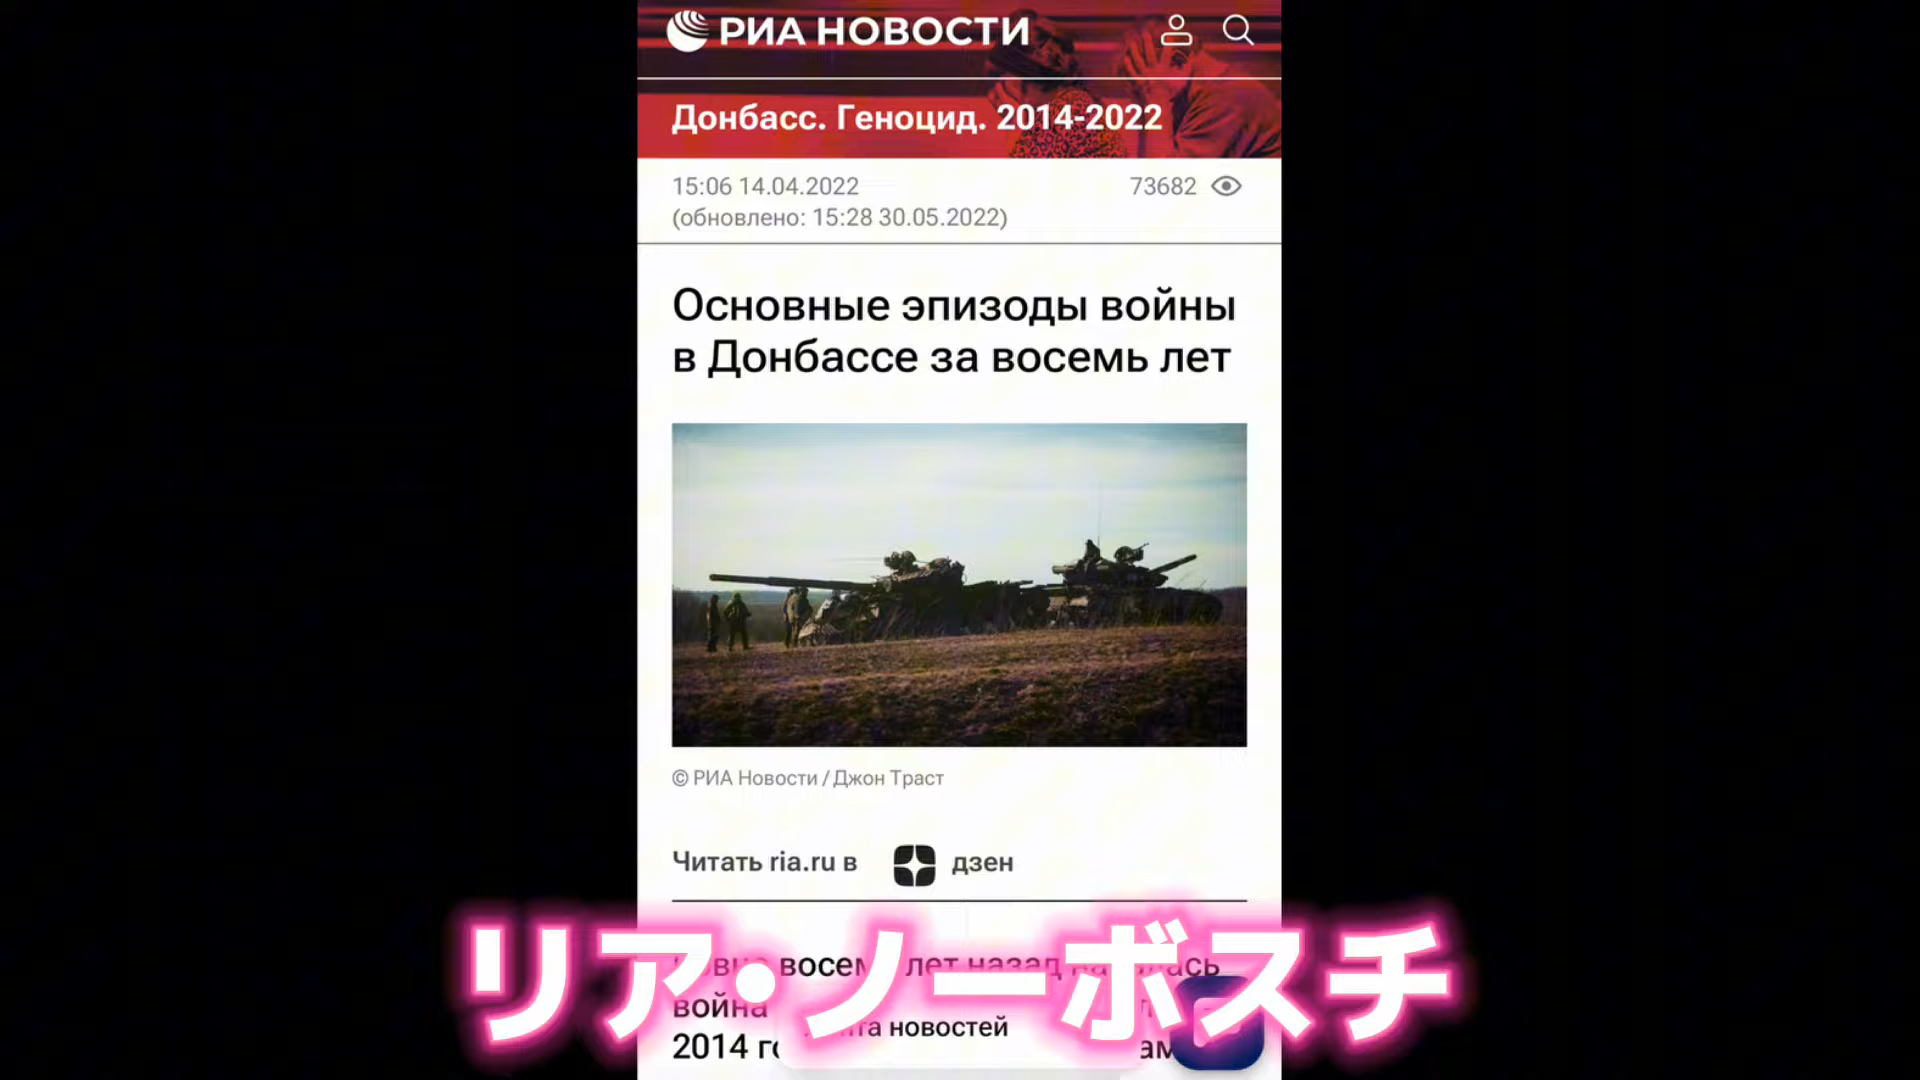 РИА НОВОСТИ
Донбасс. Геноцид. 2014-2022
15:06 14.04.2022 73682
(обновлено: 15:28 30.05.2022)
Основные эпизоды войны
в Донбассе за восемь лет
© РИА Новости / Джон Траст
Читать ria.ru в дзен
восемь лет назад
война
новостей
2014
リア・ノーボスチ